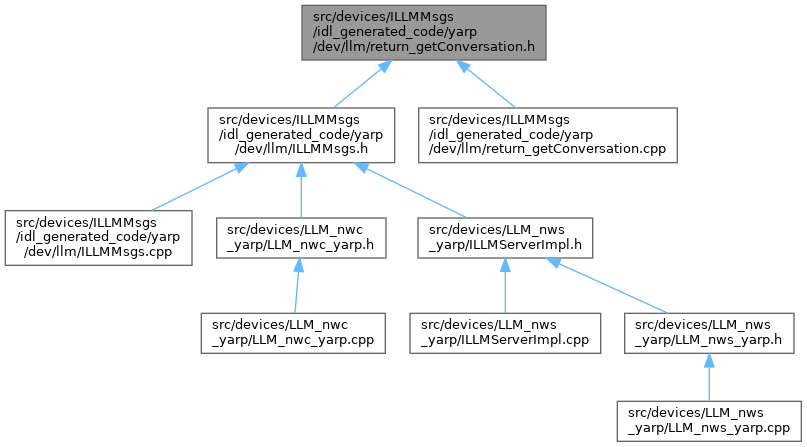 src/devices/ILLMMsgs
/idl_generated_code/yarp
/dev/llm/return_getConversation.h
src/devices/ILLMMsgs
/idl_generated_code/yarp
/dev/llm/ILLMMsgs.h
src/devices/ILLMMsgs
/idl_generated_code/yarp
/dev/llm/return_getConversation.cpp
src/devices/ILLMMsgs
/idl_generated_code/yarp
/dev/llm/ILLMMsgs.cpp
src/devices/LLM_nwc
_yarp/LLM_nwc_yarp.h
src/devices/LLM_nws
_yarp/ILLMServerImpl.h
src/devices/LLM_nwc
_yarp/LLM_nwc_yarp.cpp
src/devices/LLM_nws
_yarp/ILLMServerImpl.cpp
src/devices/LLM_nws
_yarp/LLM_nws_yarp.h
src/devices/LLM_nws
_yarp/LLM_nws_yarp.cpp